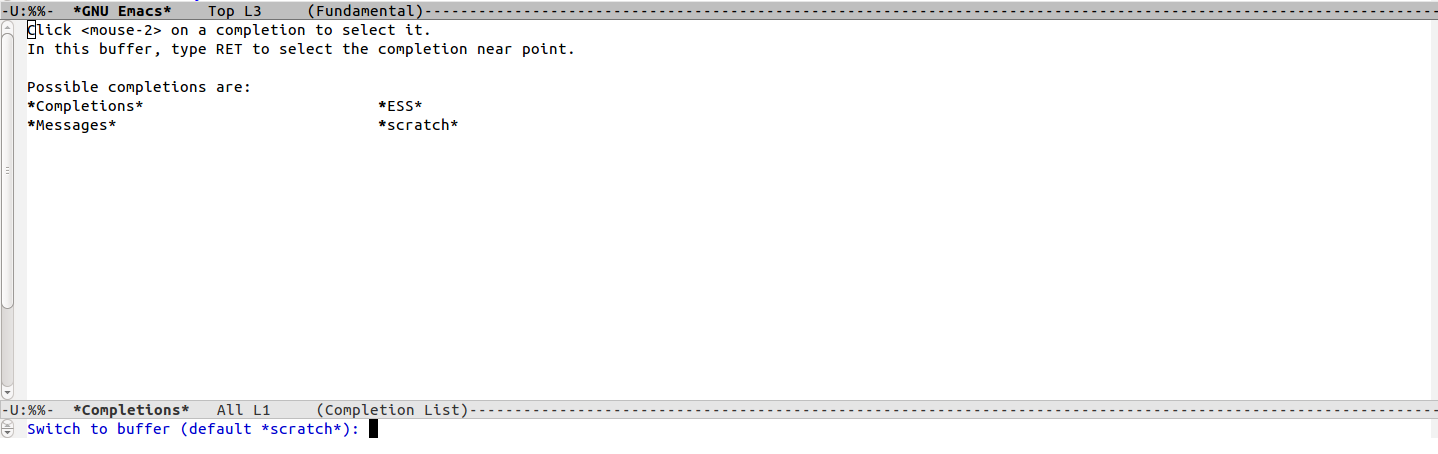 -U:%%-  *GNU Emacs*    Top L3     (Fundamental)----------------------------------------------------------------------------------------------------------------
Click <mouse-2> on a completion to select it.
In this buffer, type RET to select the completion near point.
Possible completions are:
*Completions*                          *ESS*
*Messages*                             *scratch*
-U:%%-  *Completions*   All L1     (Completion List)-----------------------------------------------------------------------------------------------------------
Switch to buffer (default *scratch*):